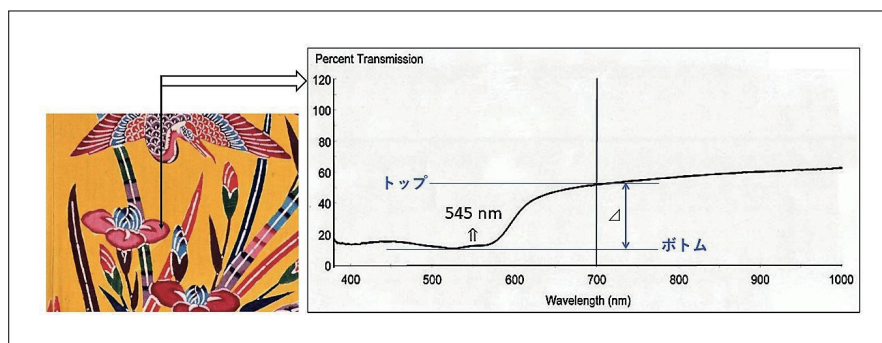 Percent Transmission
120
100
80
60
40
20
0
トップ
545 nm
⇧
⊿
ボトム
400 500 600 700 800 900 1000
Wavelength (nm)